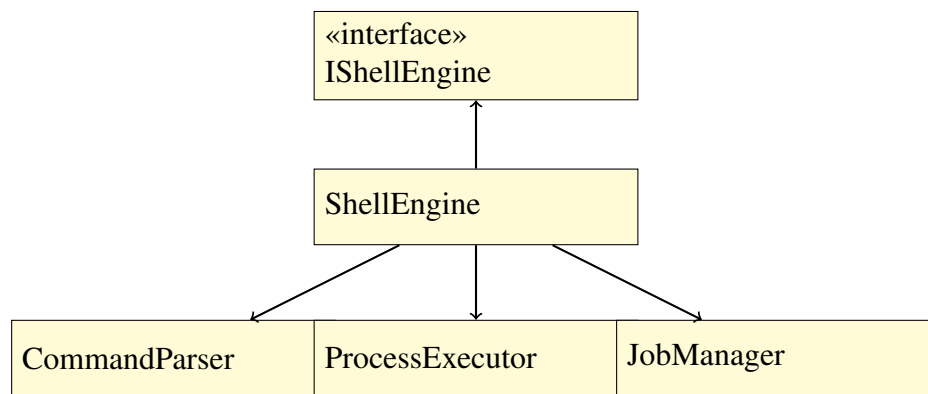 «interface»
IShellEngine
ShellEngine
CommandParser
ProcessExecutor
JobManager